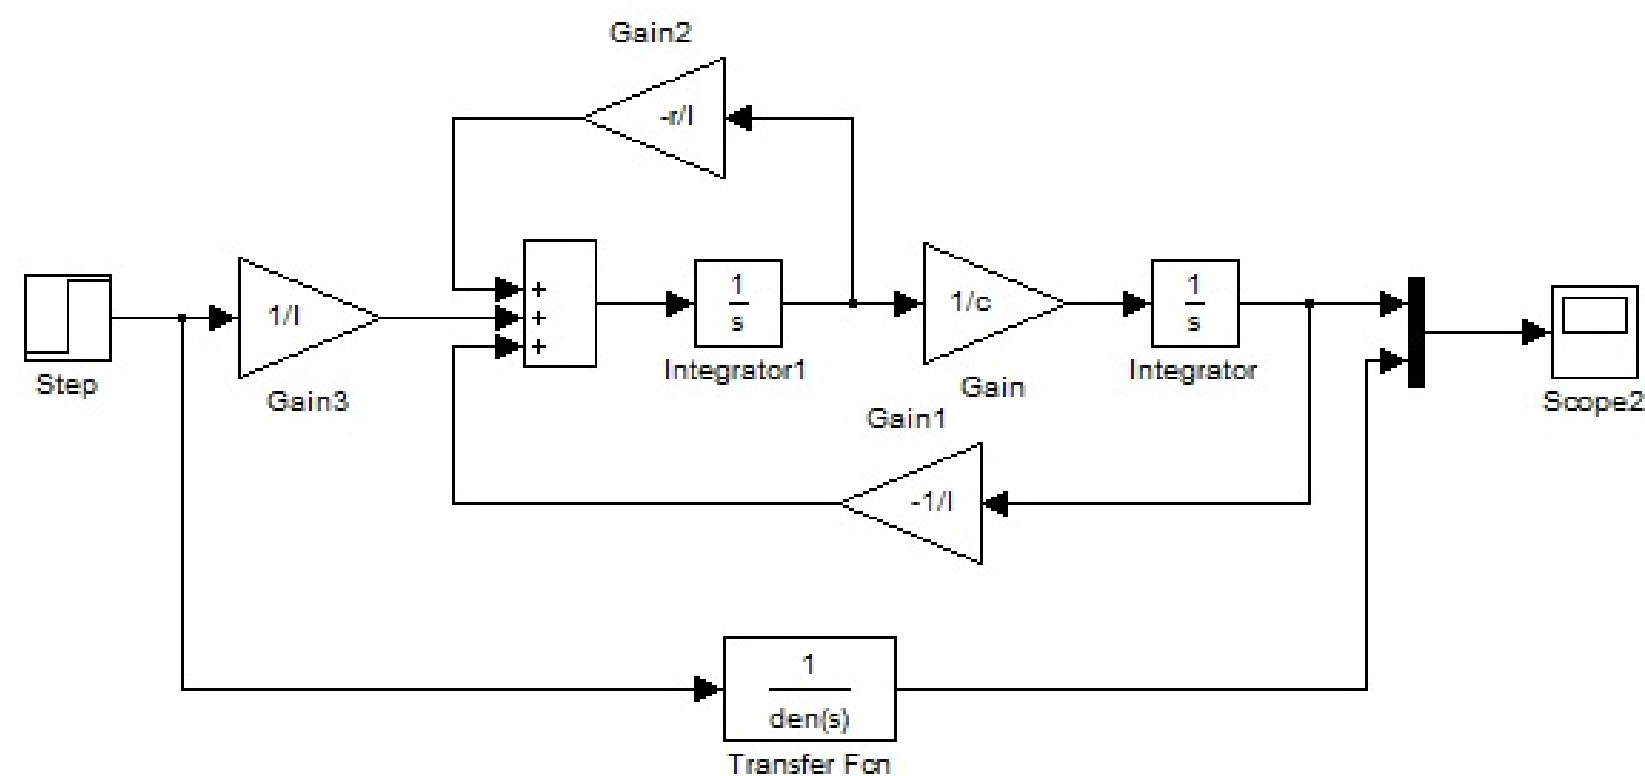 Gain2
-r/l
Step
1/l
Gain3
+
+
+
1
s
Integrator1
1/c
Gain
1
s
Integrator
Scope2
Gain1
-1/l
1
den(s)
Transfer Fcn